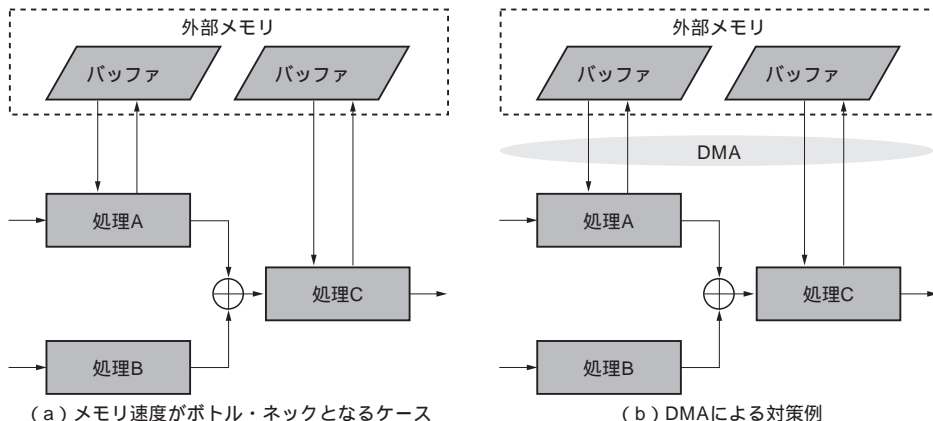 外部メモリ
バッファ
バッファ
処理A
処理C
処理B
(a)メモリ速度がボトル・ネックとなるケース
外部メモリ
バッファ
バッファ
DMA
処理A
処理C
処理B
(b)DMAによる対策例